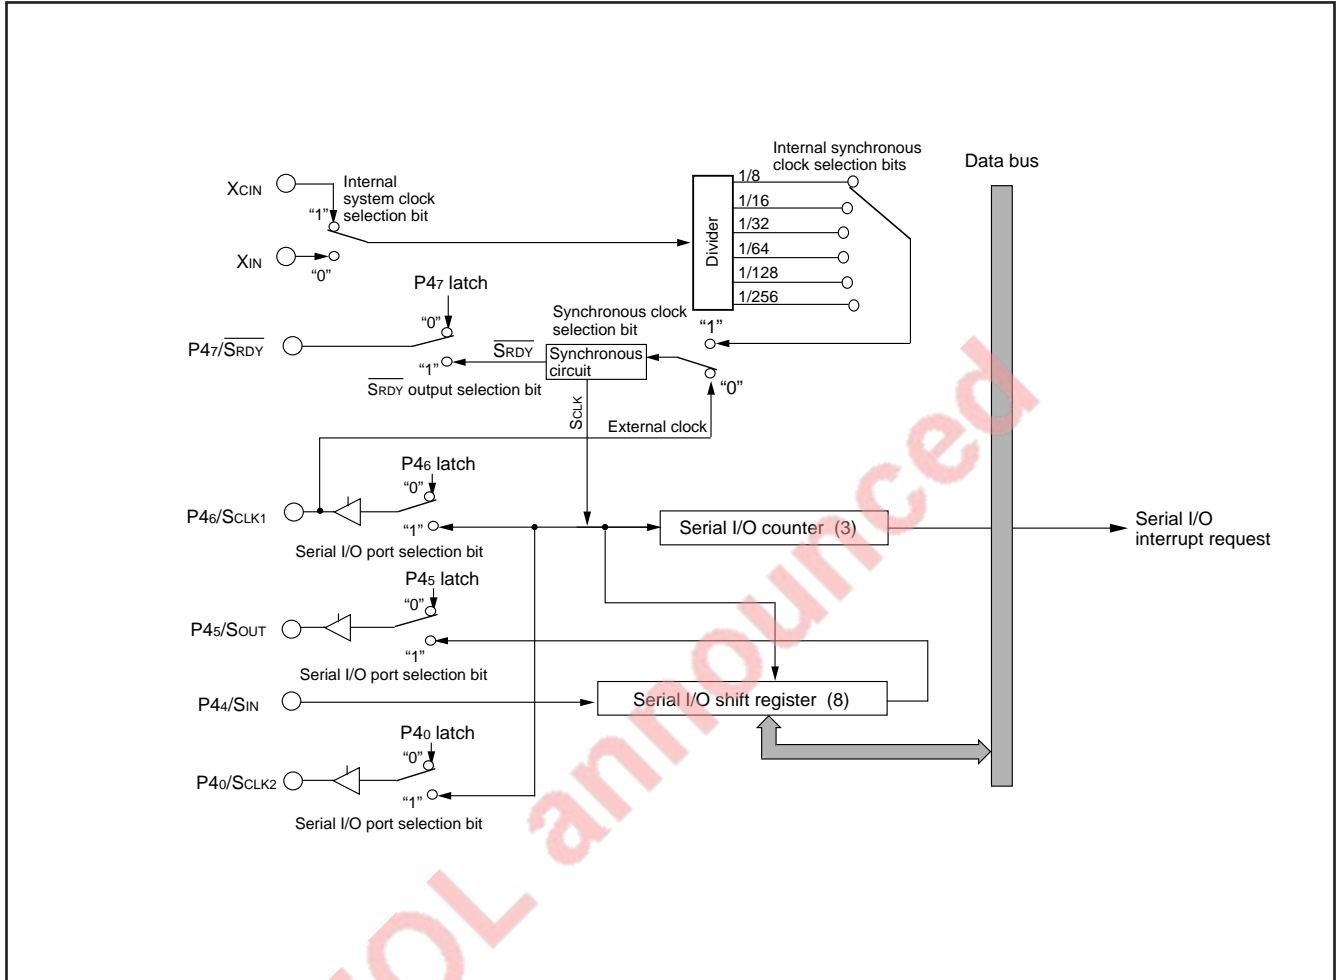 Internal synchronous
clock selection bits
Data bus
XCIN
Internal
system clock
selection bit
"1"
XIN
"0"
Divider
1/8
1/16
1/32
1/64
1/128
1/256
P47 latch
"0"
P47/SRDY
"1"
SRDY
SRDY output selection bit
Synchronous clock
selection bit
Synchronous
circuit
"1"
"0"
SCLK
External clock
P46 latch
"0"
P46/SCLK1
"1"
Serial I/O port selection bit
Serial I/O counter (3)
Serial I/O
interrupt request
P45 latch
"0"
P45/SOUT
"1"
Serial I/O port selection bit
P44/SIN
Serial I/O shift register (8)
P40 latch
"0"
P40/SCLK2
"1"
Serial I/O port selection bit
OL announced